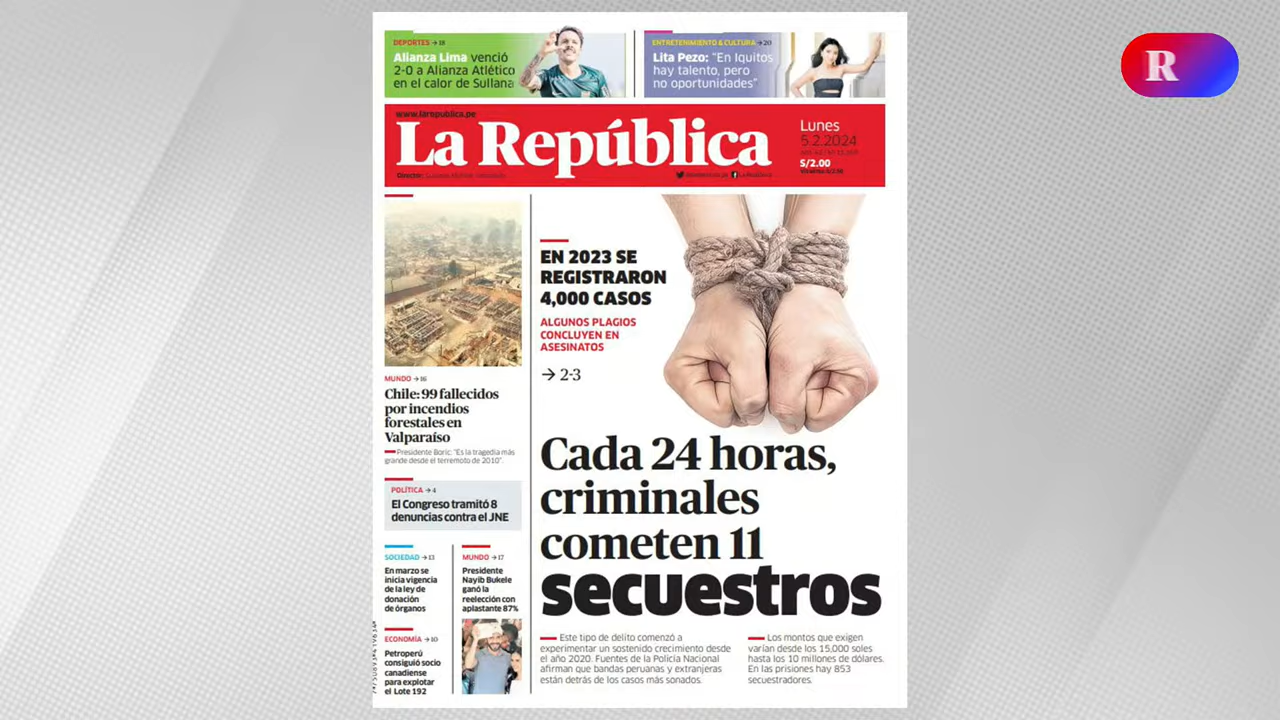 DEPORTES → 18
Alianza Lima venció
2-0 a Alianza Atlético
en el calor de Sullana
ENTRETENIMIENTO & CULTURA → 20
Lita Pezo: "En Iquitos
hay talento, pero
no oportunidades"
R
www.larepublica.pe
La República
Lunes
5.2.2024
S/2.00
Director:
La República
EN 2023 SE
REGISTRARON
4,000 CASOS
ALGUNOS PLAGIOS
CONCLUYEN EN
ASESINATOS
→ 2-3
Cada 24 horas,
criminales
cometen 11
secuestros
Este tipo de delito comenzó a
experimentar un sostenido crecimiento desde
el año 2020. Fuentes de la Policía Nacional
afirman que bandas peruanas y extranjeras
están detrás de los casos más sonados.
Los montos que exigen
varían desde los 15,000 soles
hasta los 10 millones de dólares.
En las prisiones hay 853
secuestradores.
MUNDO → 16
Chile: 99 fallecidos
por incendios
forestales en
Valparaíso
Presidente Boric: "Es la tragedia más
grande desde el terremoto de 2010".
POLÍTICA → 4
El Congreso tramitó 8
denuncias contra el JNE
SOCIEDAD → 13
En marzo se
inicia vigencia
de la ley de
donación
de órganos
ECONOMÍA → 10
Petroperú
consiguió socio
canadiense
para explotar
el Lote 192
MUNDO → 17
Presidente
Nayib Bukele
ganó la
reelección con
aplastante 87%